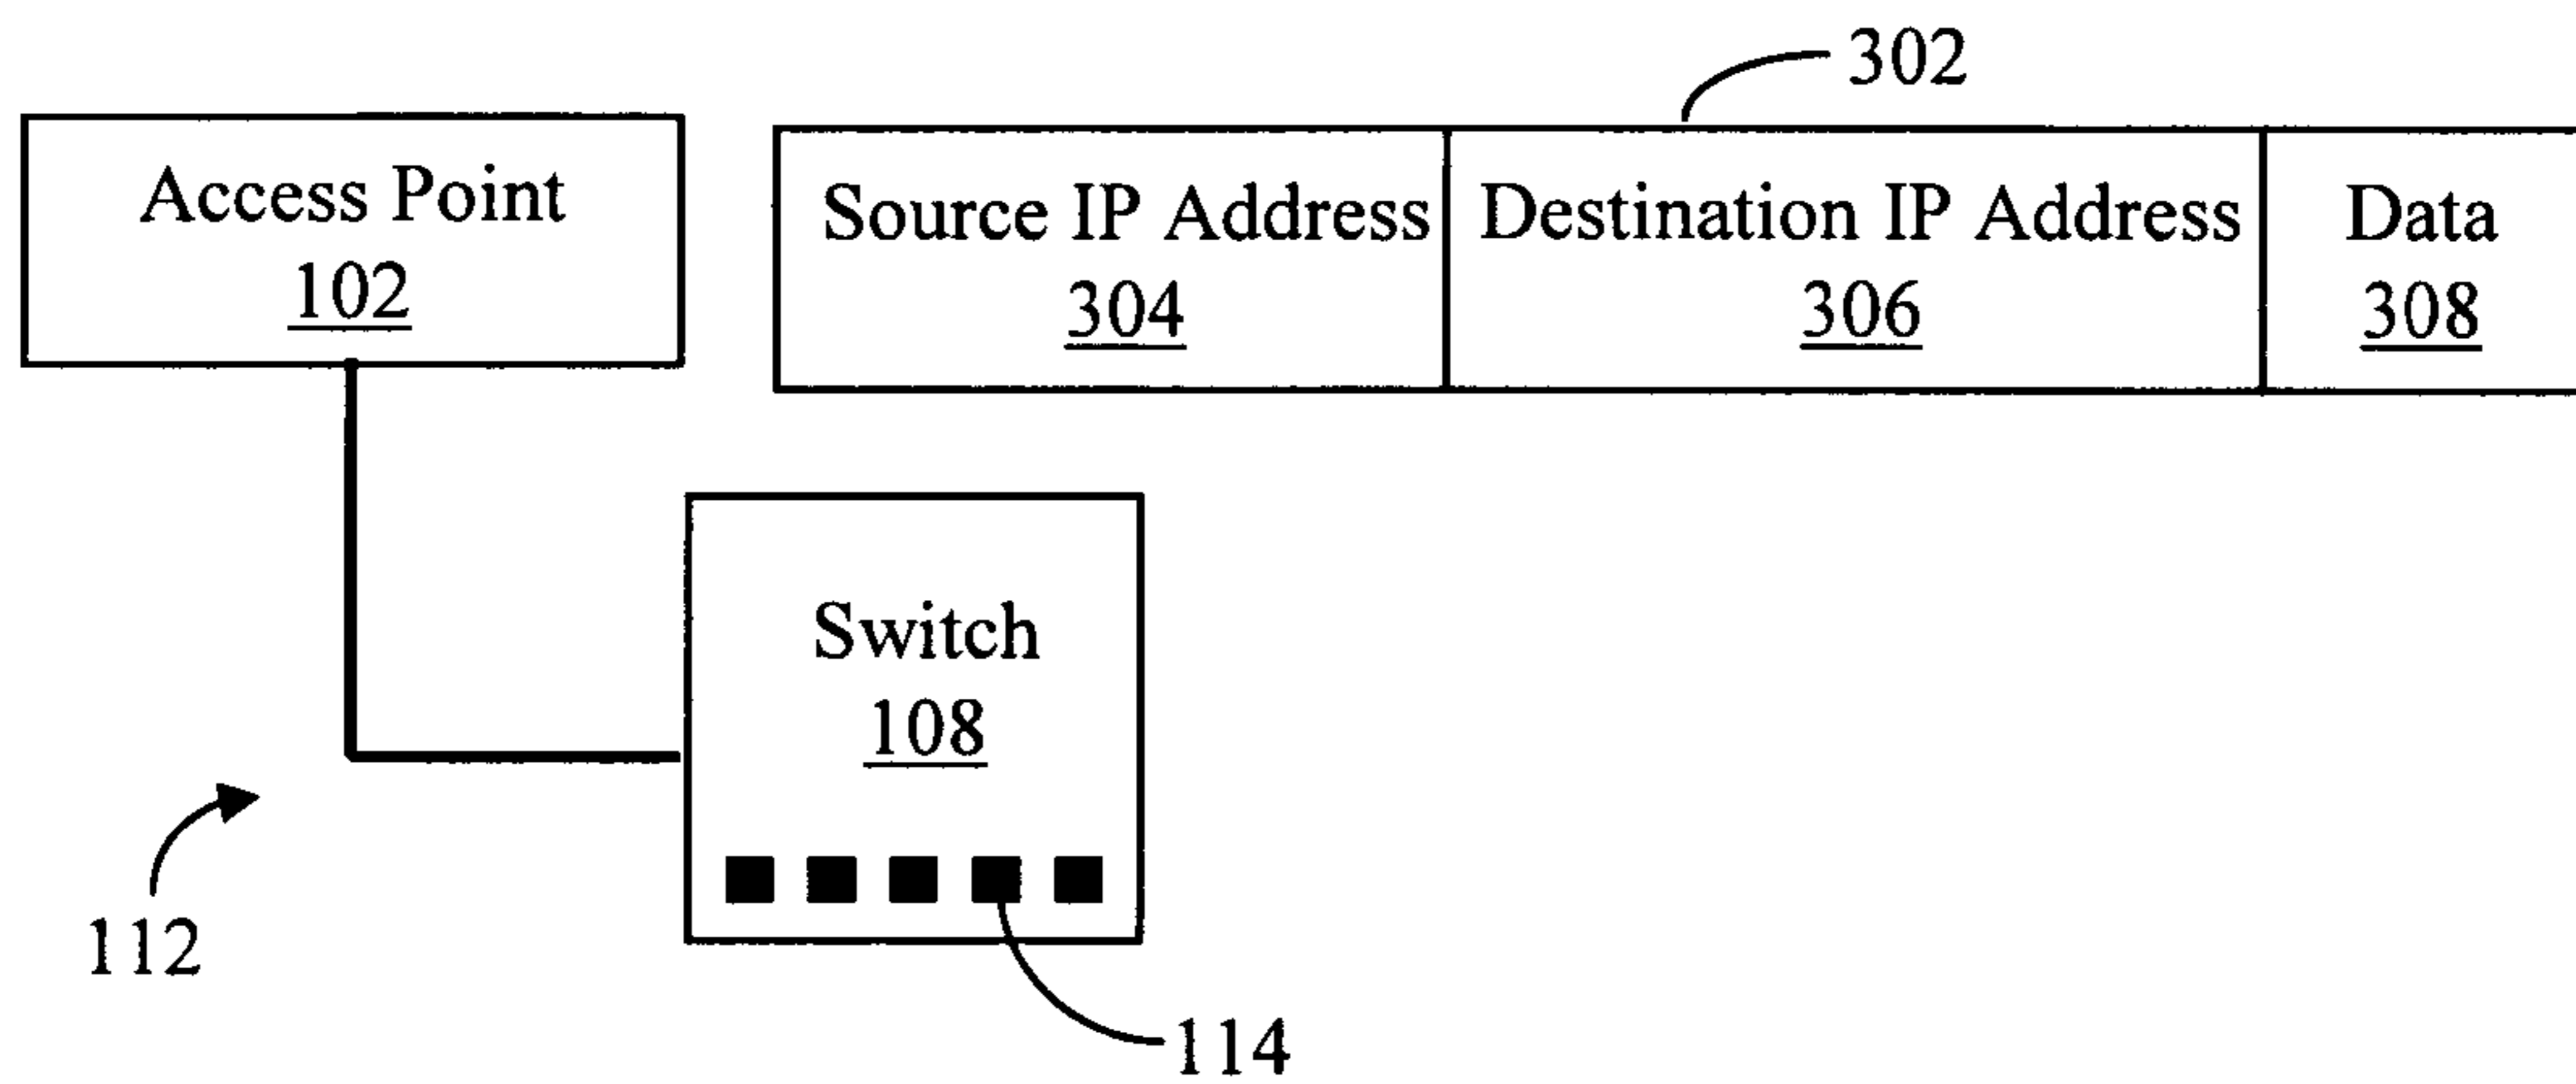 302
Access Point
102
Source IP Address
304
Destination IP Address
306
Data
308
Switch
108
112
114